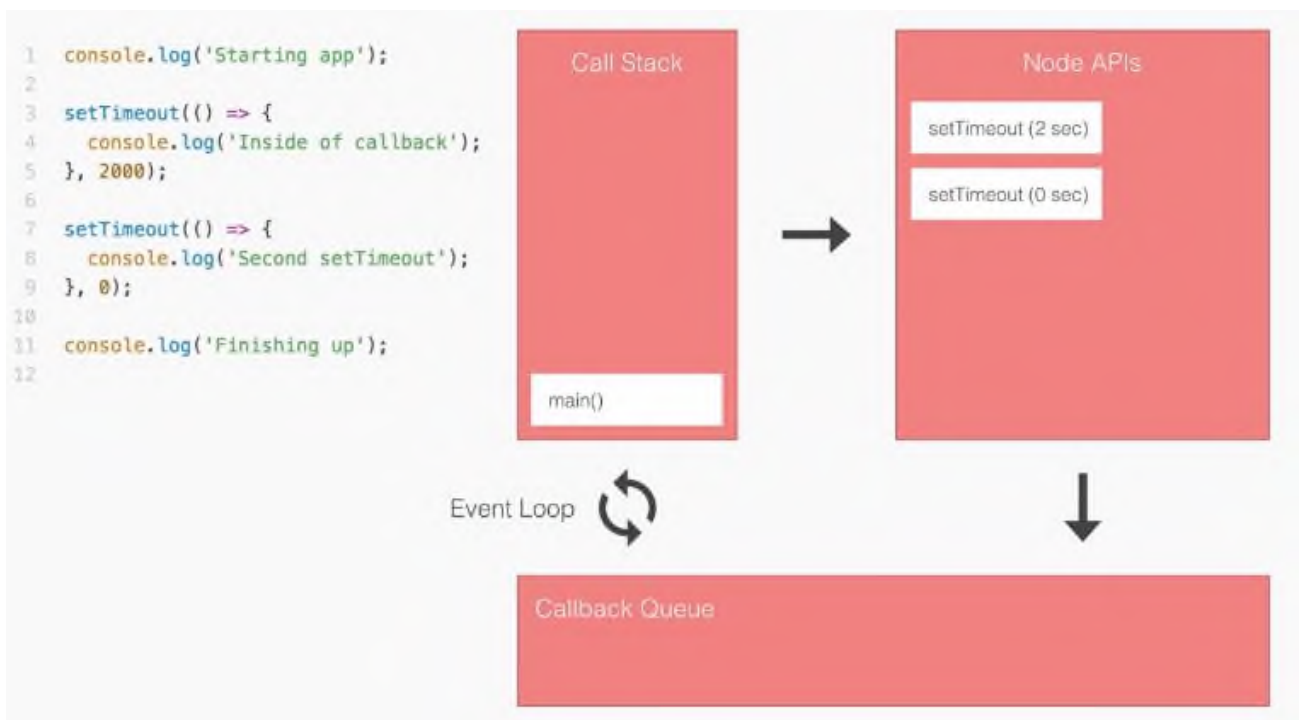 1 console.log('Starting app');
2
3 setTimeout(() => {
4 console.log('Inside of callback');
5 }, 2000);
6
7 setTimeout(() => {
8 console.log('Second setTimeout');
9 }, 0);
10
11 console.log('Finishing up');
12
Call Stack
main()
Node APIs
setTimeout (2 sec)
setTimeout (0 sec)
Event Loop
Callback Queue